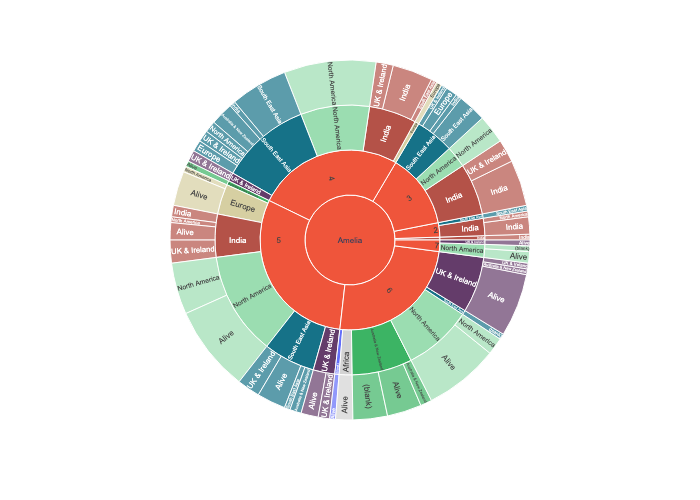 Amelia
4
North America
North America
India
UK & Ireland
India
3
South East Asia
Europe
South East Asia
North America
North America
India
UK & Ireland
India
2
India
India
North America
Alive
6
UK & Ireland
Alive
North America
North America
Alive
Australia & New Zealand
Alive
(blank)
Africa
Alive
5
UK & Ireland
UK & Ireland
Alive
South East Asia
Alive
UK & Ireland
North America
Alive
North America
India
UK & Ireland
Alive
India
Europe
Alive
UK & Ireland
UK & Ireland
South East Asia
Europe
UK & Ireland
North America
South East Asia